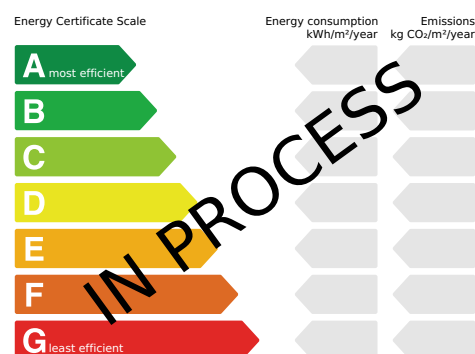 Energy Certificate Scale
Energy consumption
kWh/m²/year
Emissions
kg CO₂/m²/year
A most efficient
B
C
D
E
F
G least efficient
IN PROCESS